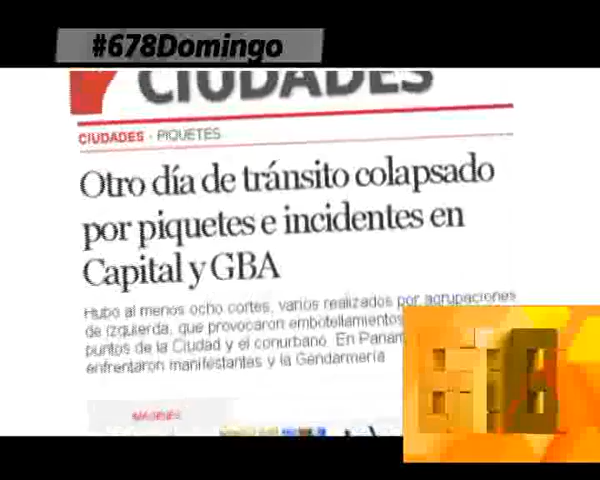 #678Domingo
CIUDADES
CIUDADES · PIQUETES
Otro día de tránsito colapsado
por piquetes e incidentes en
Capital y GBA
Hubo al menos ocho cortes, varios realizados por agrupaciones
de izquierda, que provocaron embotellamientos
puntos de la Ciudad y el conurbano. En Panam
enfrentaron manifestantes y la Gendarmería